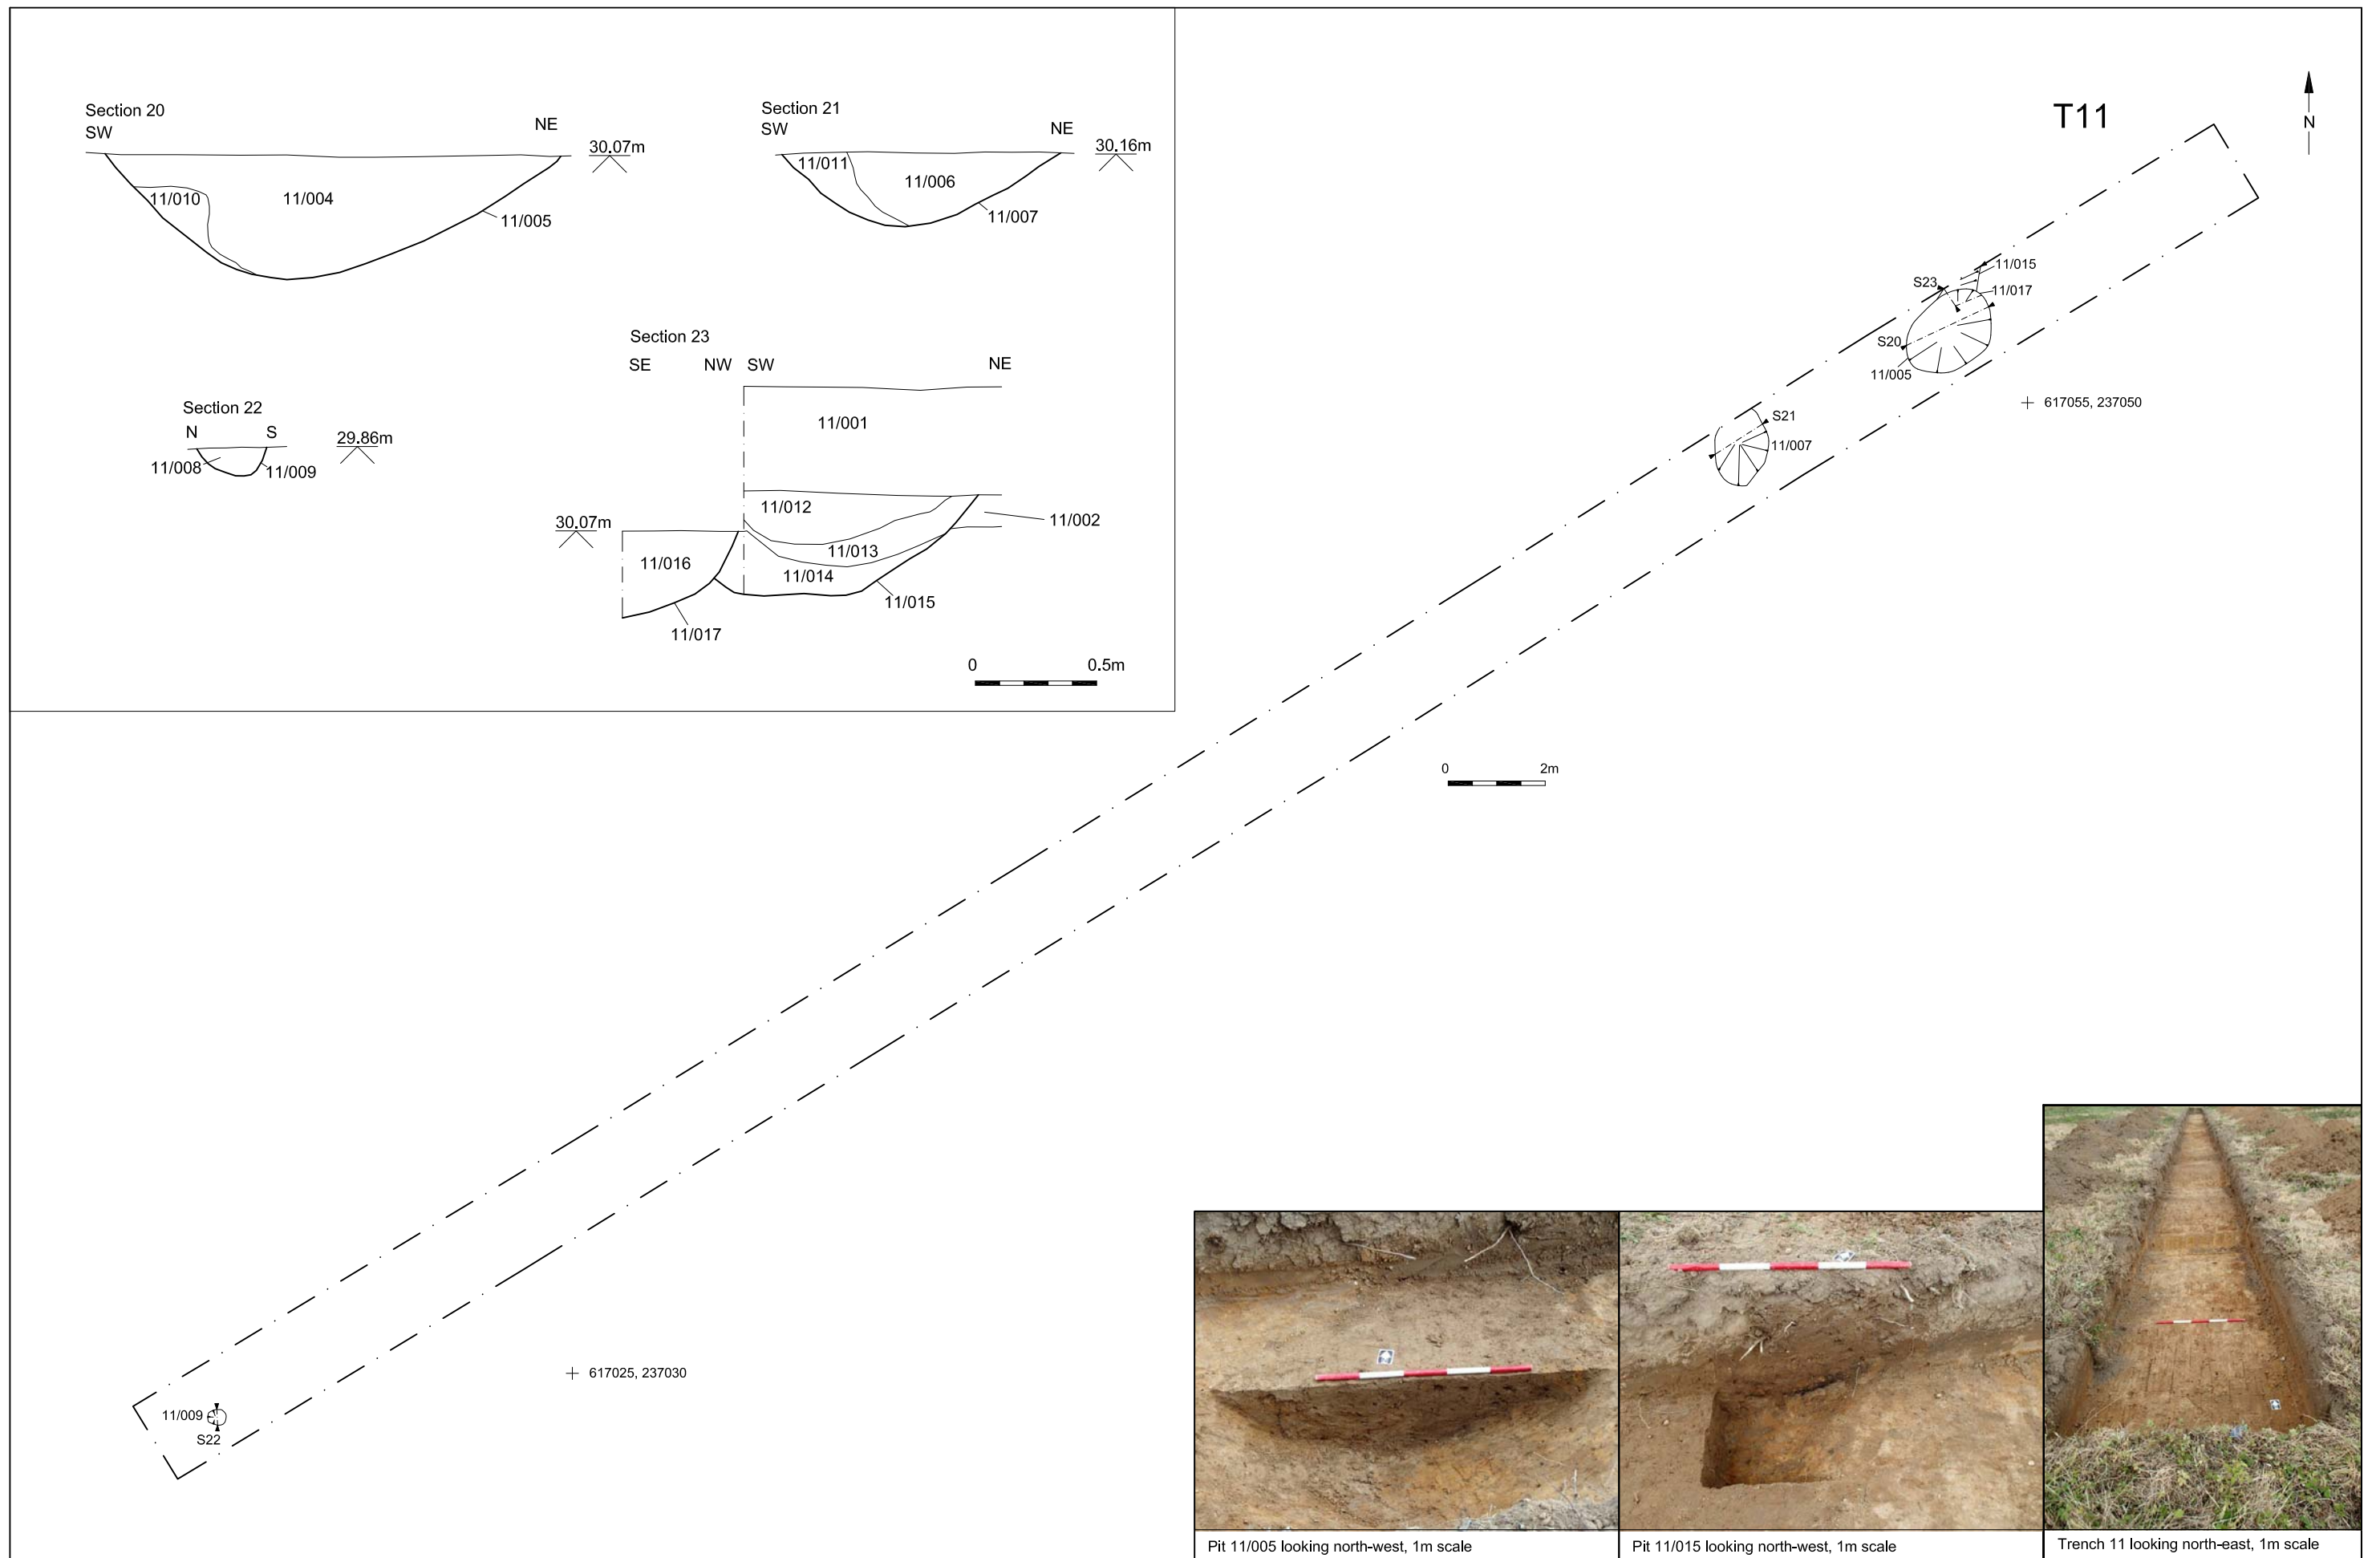 Section 20
SW
NE
30.07m
11/010
11/004
11/005
Section 21
SW
NE
30.16m
11/011
11/006
11/007
Section 22
N
S
29.86m
11/008
11/009
Section 23
SE
NW
SW
NE
11/001
11/012
11/002
30.07m
11/013
11/016
11/014
11/015
11/017
0
0.5m
T11
N
11/015
S23
11/017
S20
11/005
617055, 237050
S21
11/007
0
2m
617025, 237030
11/009
S22
Pit 11/005 looking north-west, 1m scale
Pit 11/015 looking north-west, 1m scale
Trench 11 looking north-east, 1m scale